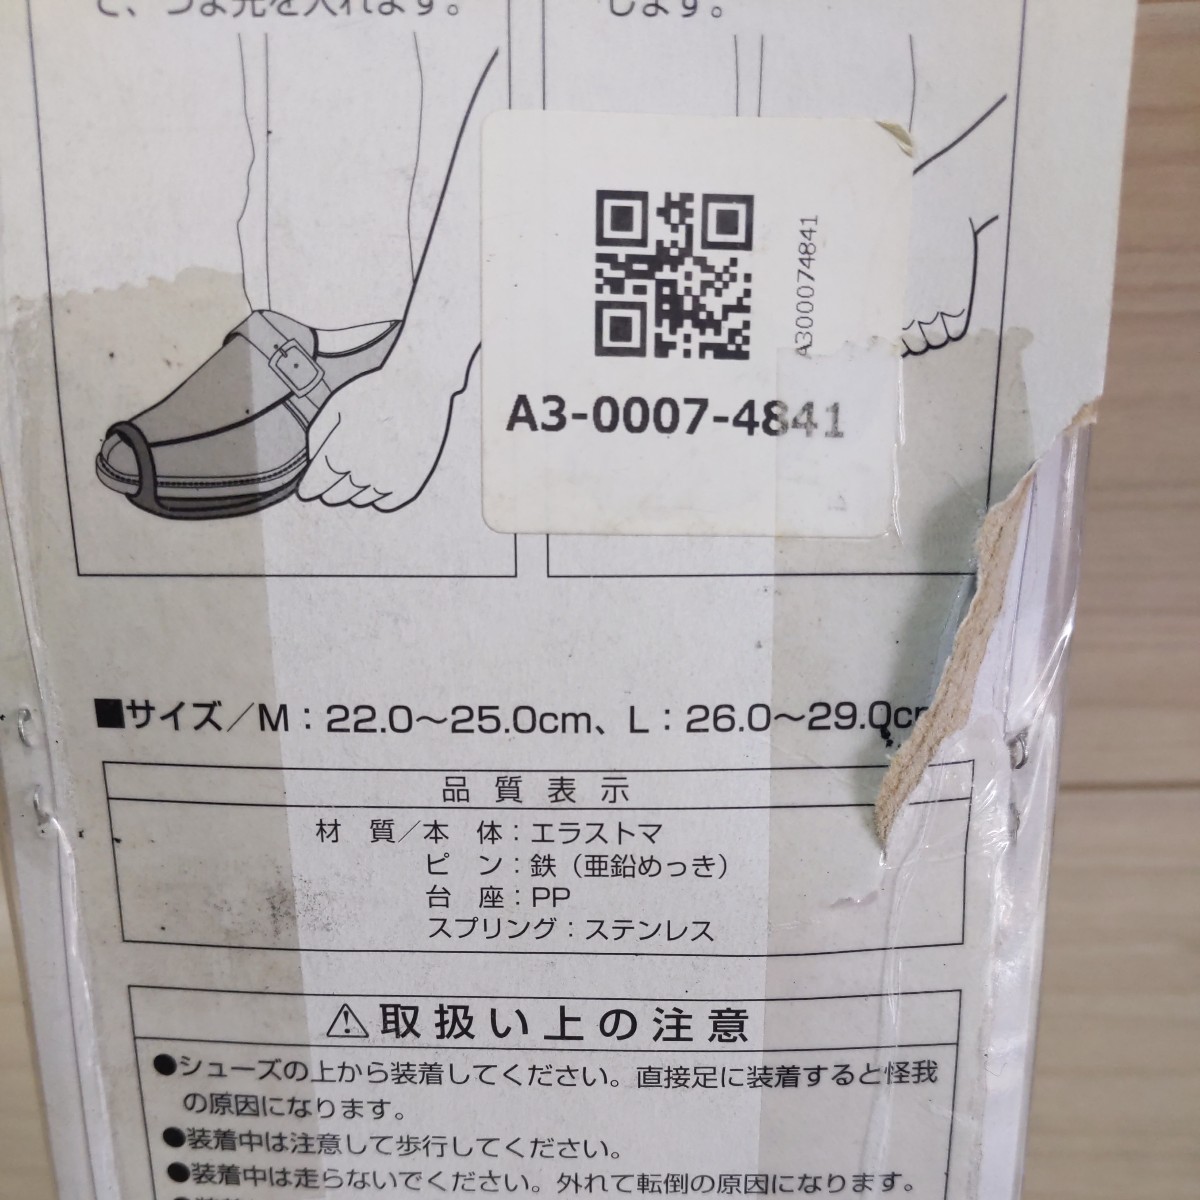 て、つま先を入れます。
します。
A300074841
A3-0007-4841
■サイズ／M：22.0～25.0cm、L：26.0～29.0c
品質表示
材　質／本　体：エラストマ
ピ　ン：鉄（亜鉛めっき）
台　座：PP
スプリング：ステンレス
⚠取扱い上の注意
●シューズの上から装着してください。直接足に装着すると怪我
の原因になります。
●装着中は注意して歩行してください。
●装着中は走らないでください。外れて転倒の原因になります。